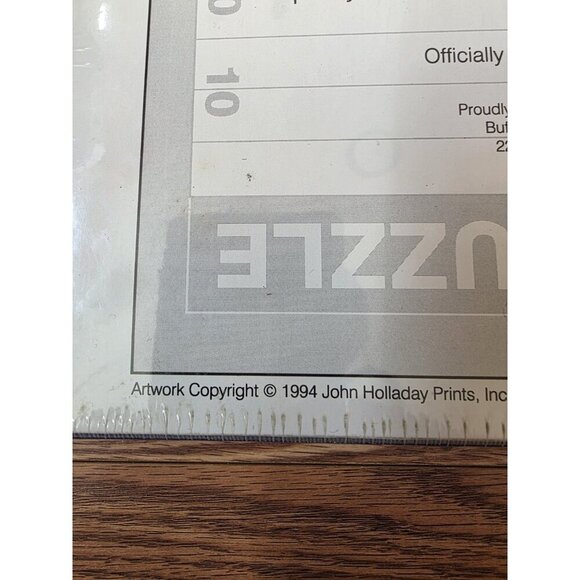 10
Officially
Proudly
Buf
22
UZZLE
Artwork Copyright © 1994 John Holladay Prints, Inc